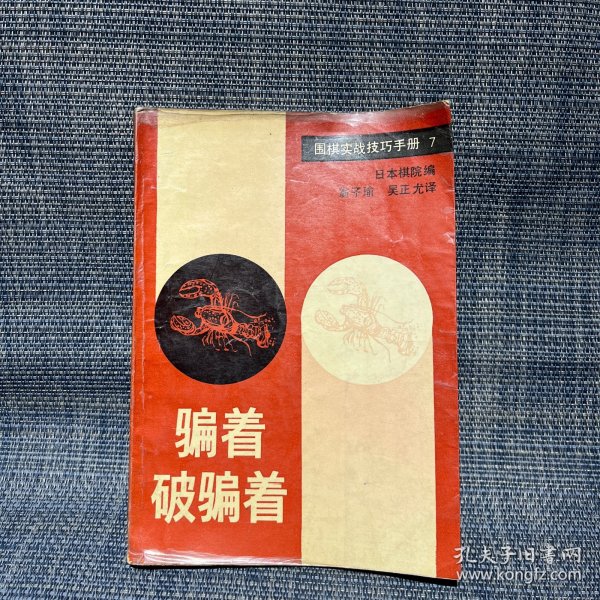 围棋实战技巧手册 7
日本棋院编
子瑜 吴正尤译
骗着
破骗着
孔夫子旧书网
www.kongfz.com